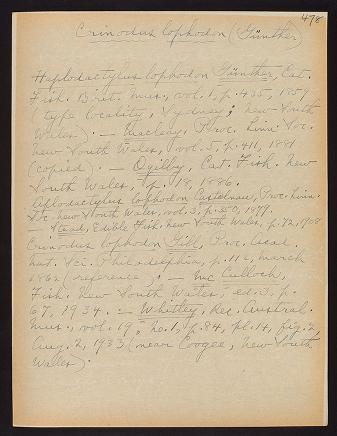 478
Crinodus lophodon (Günther)
Haplodactylus lophodon Günther, Cat.
Fish. Brit. Mus., vol. 1, p. 435, 1859
(type locality, Sydney, New South
Wales). — Macleay, Proc. Linn. Soc.
New South Wales, vol. 5, p. 411, 1881
(copied). — Ogilby, Cat. Fish. New
South Wales, p. 18, 1886.
Aplodactylus lophodon Castelnau, Proc. Linn.
Soc. New South Wales, vol. 3, p. 1879.
— Stead, Edible Fish. New South Wales, p. 72, 1908
Crinodus lophodon Gill, Proc. Acad.
Nat. Sci. Philadelphia, p. 112, March
1862 (reference). — McCulloch,
Fish. New South Wales, ed. 3, p.
67, 1934. — Whitley, Rec. Austral.
Mus., vol. 19, no. 1, p. 84, pl. 14, fig. 2,
Aug. 2, 1933 (near Coogee, New South
Wales).